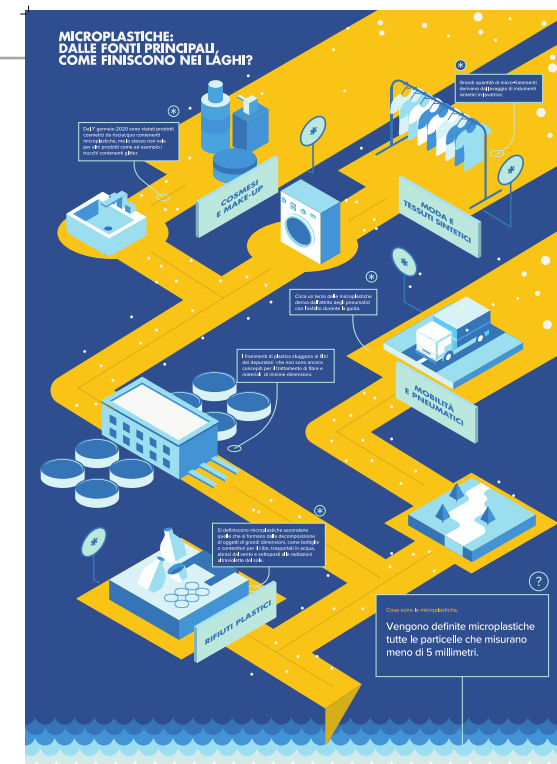 MICROPLASTICHE:
DALLE FONTI PRINCIPALI,
COME FINISCONO NEI LAGHI?
Grandi quantità di micro-frammenti
derivano dal lavaggio di indumenti
sintetici in lavatrice.
Dal 1° gennaio 2020 sono vietati prodotti
cosmetici da risciacquo contenenti
microplastiche, ma lo stesso non vale
per altri prodotti come ad esempio i
trucchi contenenti glitter.
COSMESI
E MAKE-UP
MODA E
TESSUTI SINTETICI
Circa un terzo delle microplastiche
deriva dall'attrito degli pneumatici
con l'asfalto durante la guida.
MOBILITÀ
E PNEUMATICI
I frammenti di plastica sfuggono ai filtri
dei depuratori che non sono ancora
concepiti per il trattamento di fibre e
materiali di minime dimensioni.
Si definiscono microplastiche secondarie
quelle che si formano dalla decomposizione
di oggetti di grandi dimensioni, come bottiglie
o contenitori per il cibo, trasportati in acqua,
abrasi dal vento e sottoposti alle radiazioni
ultraviolette del sole.
RIFIUTI PLASTICI
?
Cosa sono le microplastiche.
Vengono definite microplastiche
tutte le particelle che misurano
meno di 5 millimetri.